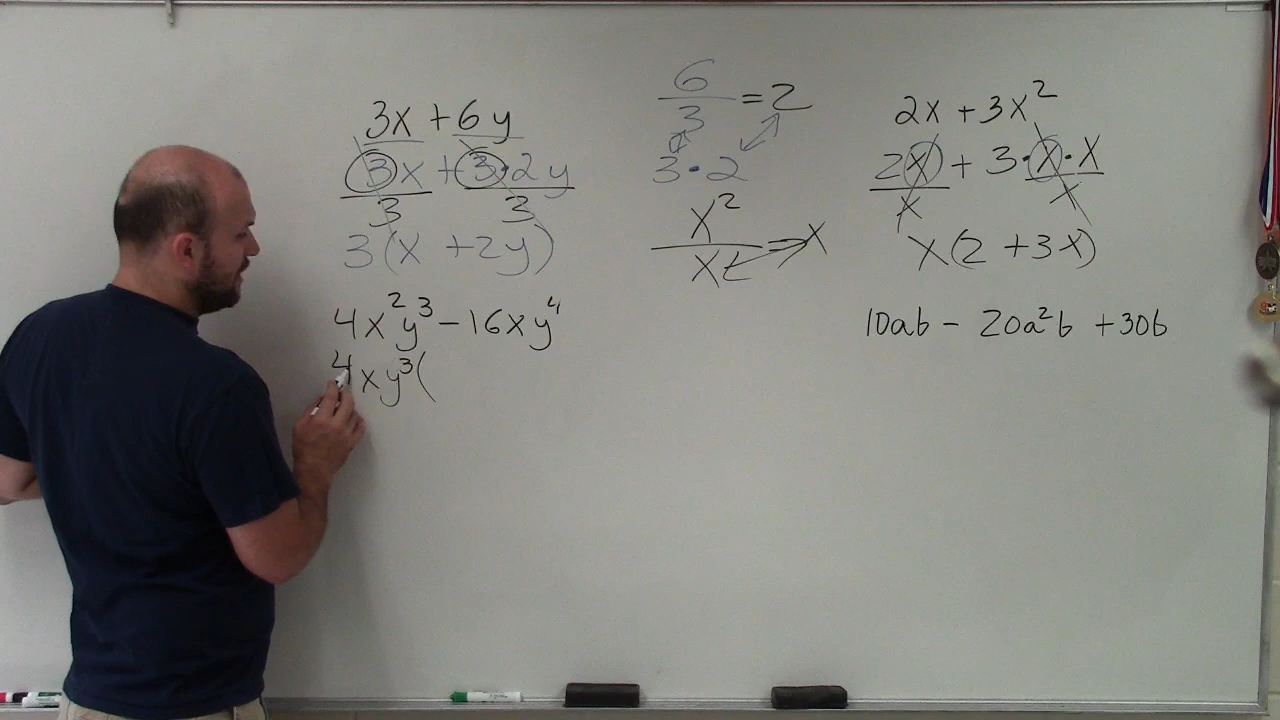 3x + 6y
3x + 3·2y
3 3
3(x + 2y)
4x²y³ - 16xy⁴
4xy³(
6
3 = 2
3·2
x²
x = x
2x + 3x²
2x + 3·x·x
x x
x(2 + 3x)
10ab - 20a²b + 30b